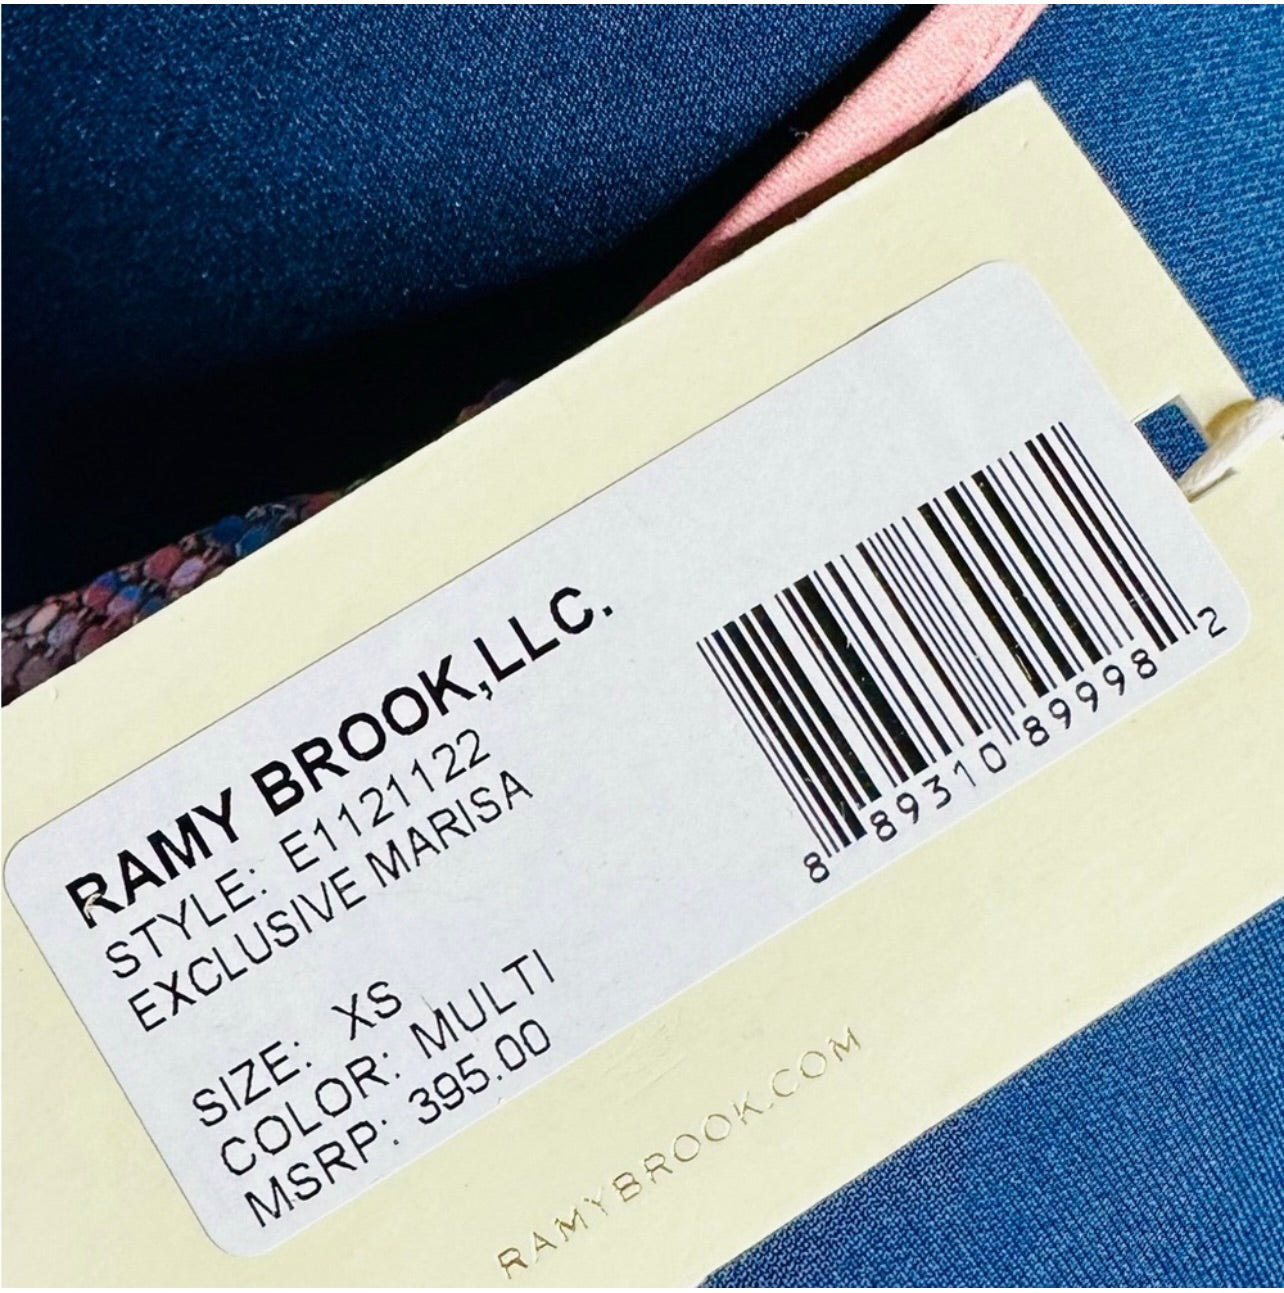 RAMY BROOK,LLC.
STYLE: E1121122
EXCLUSIVE MARISA
SIZE: XS
COLOR: MULTI
MSRP: 395.00
8 89310 89998 2
RAMYBROOK.COM